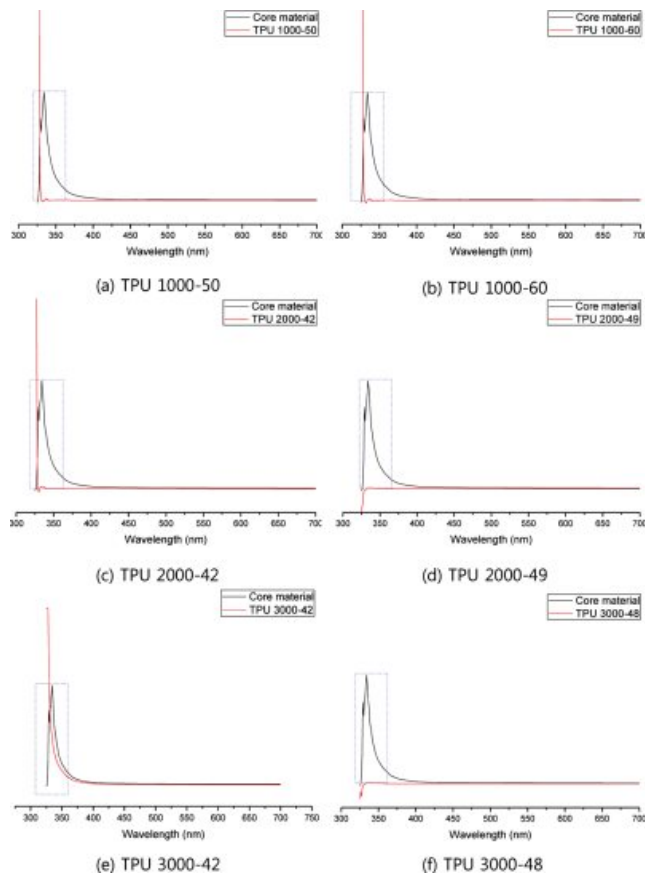 Core material
TPU 1000-50
300 350 400 450 500 550 600 650 700
Wavelength (nm)
(a) TPU 1000-50
Core material
TPU 1000-60
300 350 400 450 500 550 600 650 700
Wavelength (nm)
(b) TPU 1000-60
Core material
TPU 2000-42
300 350 400 450 500 550 600 650 700
Wavelength (nm)
(c) TPU 2000-42
Core material
TPU 2000-49
300 350 400 450 500 550 600 650 700
Wavelength (nm)
(d) TPU 2000-49
Core material
TPU 3000-42
300 350 400 450 500 550 600 650 700 750
Wavelength (nm)
(e) TPU 3000-42
Core material
TPU 3000-48
300 350 400 450 500 550 600 650 700
Wavelength (nm)
(f) TPU 3000-48